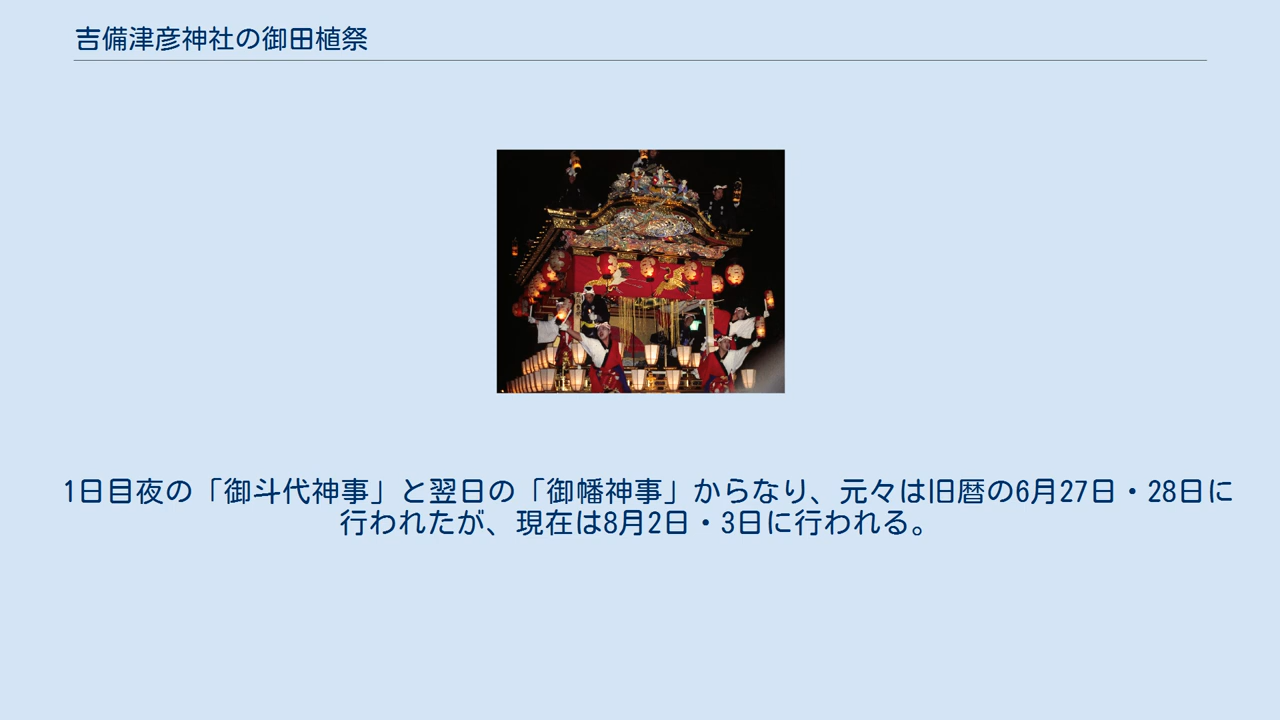 吉備津彦神社の御田植祭
1日目夜の「御斗代神事」と翌日の「御幡神事」からなり、元々は旧暦の6月27日・28日に
行われたが、現在は8月2日・3日に行われる。